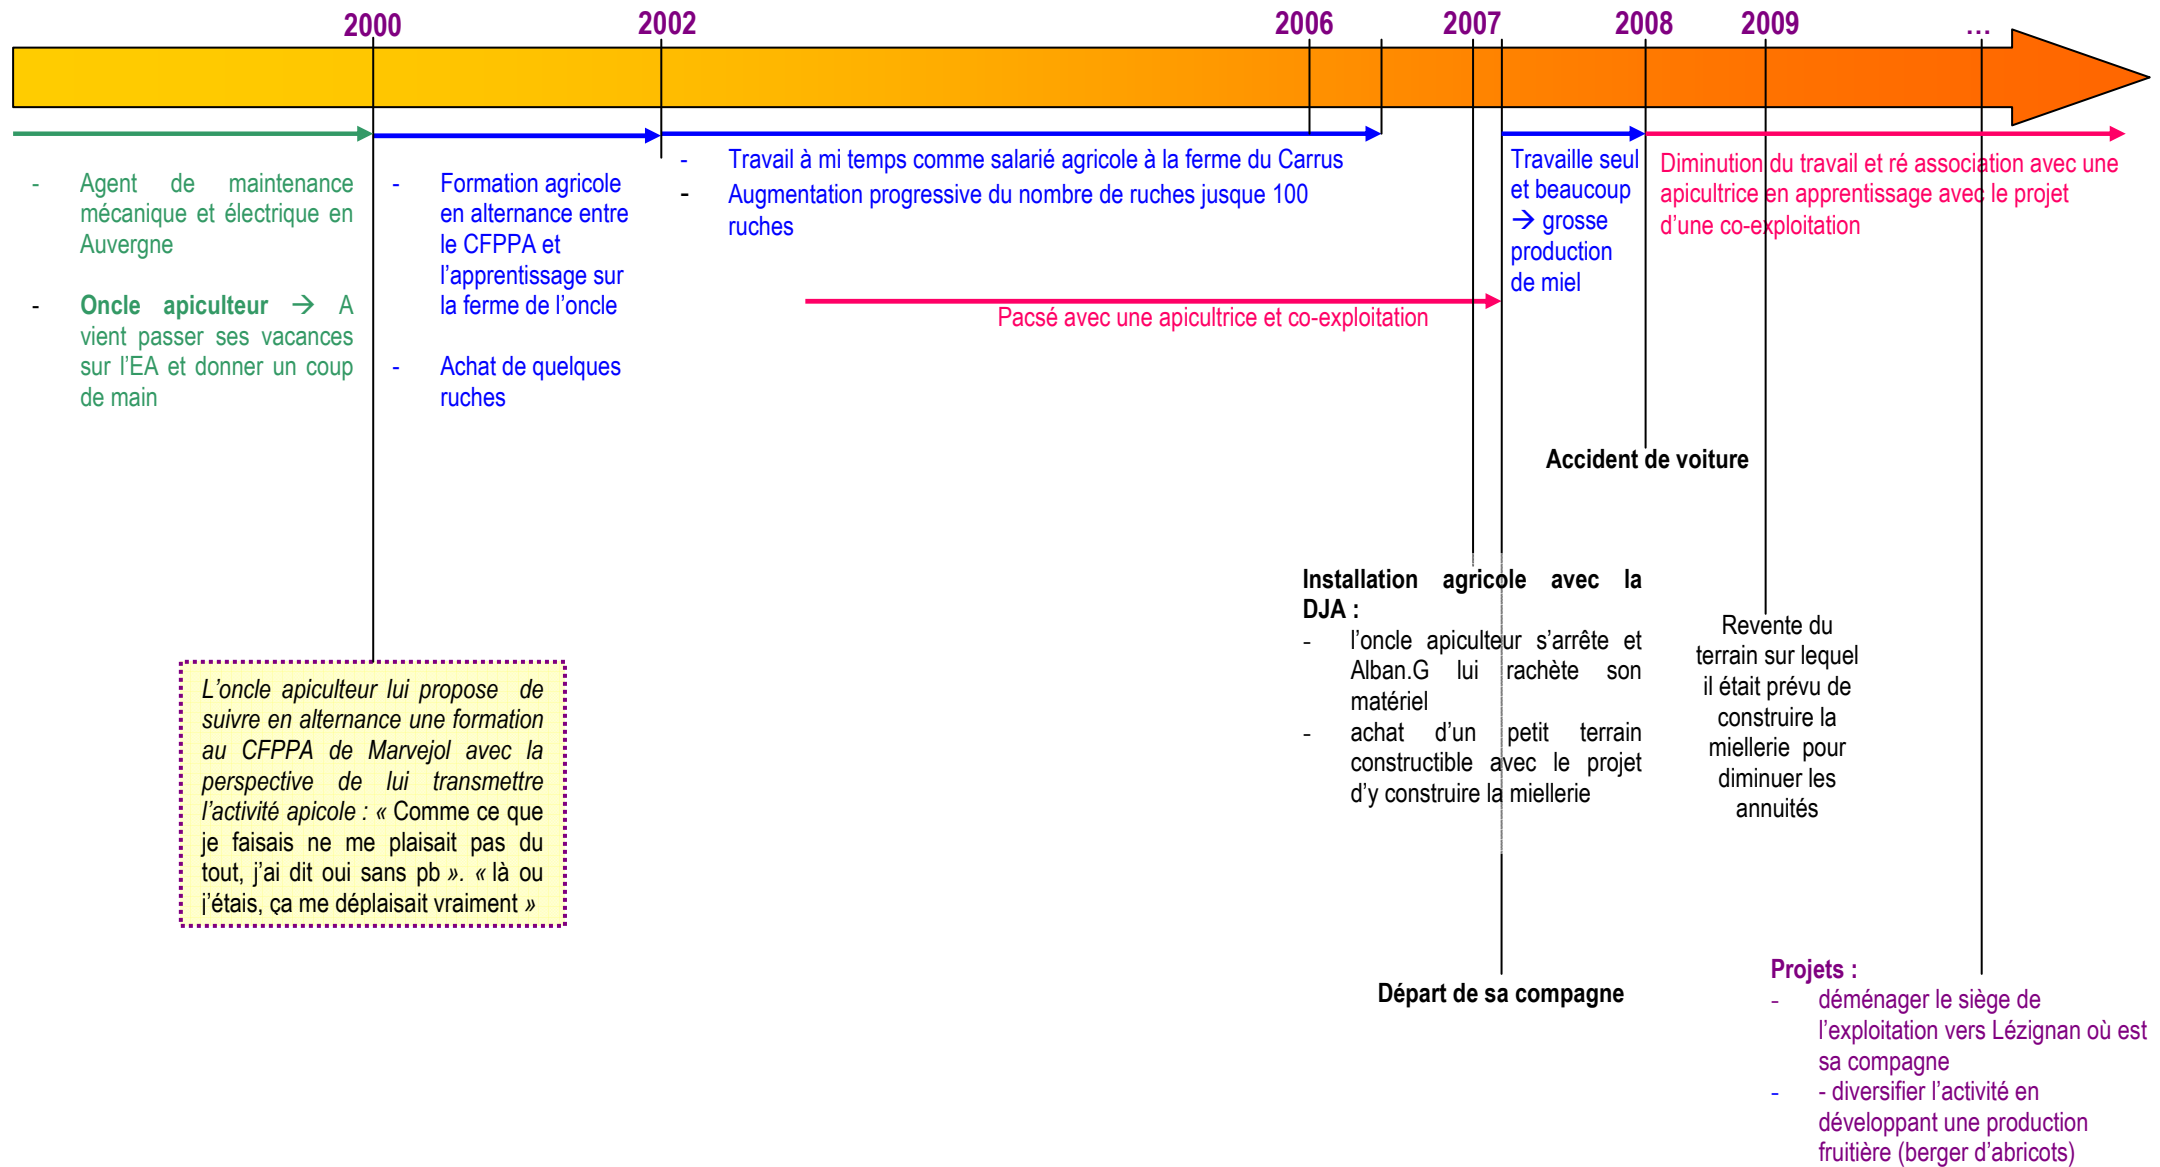 2000
2002
2006
2007
2008
2009
...
- Agent de maintenance
mécanique et électrique en
Auvergne
- Oncle apiculteur → A
vient passer ses vacances
sur l'EA et donner un coup
de main
- Formation agricole
en alternance entre
le CFPPA et
l'apprentissage sur
la ferme de l'oncle
- Achat de quelques
ruches
- Travail à mi temps comme salarié agricole à la ferme du Carrus
- Augmentation progressive du nombre de ruches jusque 100
ruches
Pacsé avec une apicultrice et co-exploitation
Travaille seul
et beaucoup
→ grosse
production
de miel
Diminution du travail et ré association avec une
apicultrice en apprentissage avec le projet
d'une co-exploitation
Accident de voiture
Installation agricole avec la
DJA :
- l'oncle apiculteur s'arrête et
Alban.G lui rachète son
matériel
- achat d'un petit terrain
constructible avec le projet
d'y construire la miellerie
Revente du
terrain sur lequel
il était prévu de
construire la
miellerie pour
diminuer les
annuités
L'oncle apiculteur lui propose de
suivre en alternance une formation
au CFPPA de Marvejol avec la
perspective de lui transmettre
l'activité apicole : « Comme ce que
je faisais ne me plaisait pas du
tout, j'ai dit oui sans pb ». « là ou
j'étais, ça me déplaisait vraiment »
Départ de sa compagne
Projets :
- déménager le siège de
l'exploitation vers Lézignan où est
sa compagne
- - diversifier l'activité en
développant une production
fruitière (berger d'abricots)